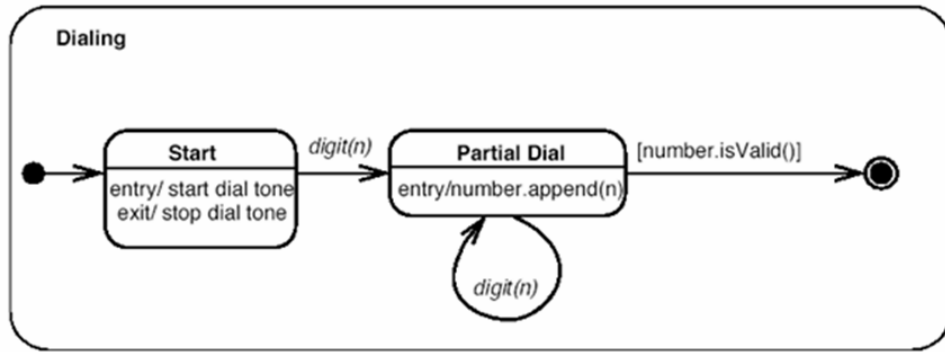 Dialing
Start
entry/ start dial tone
exit/ stop dial tone
digit(n)
Partial Dial
entry/number.append(n)
digit(n)
[number.isValid()]